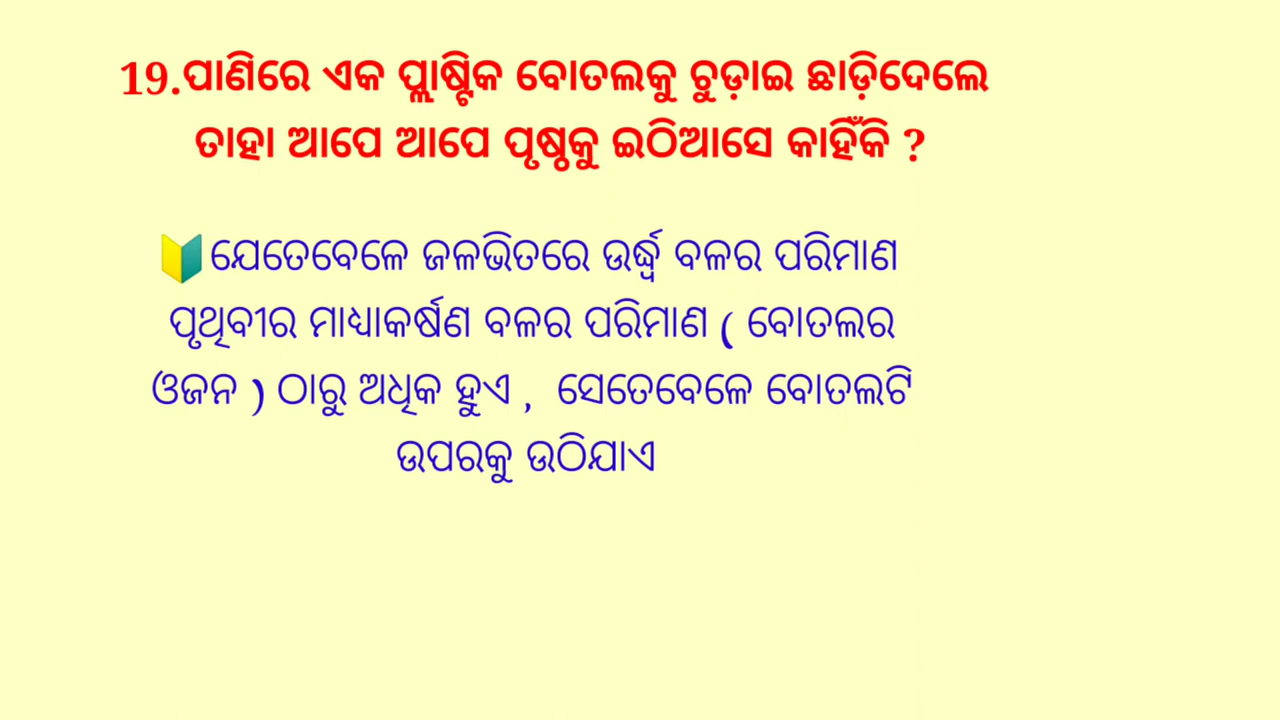 19.ପାଣିରେ ଏକ ପ୍ଲାଷ୍ଟିକ ବୋତଲକୁ ଚୁଡ଼ାଇ ଛାଡ଼ିଦେଲେ
ତାହା ଆପେ ଆପେ ପୃଷ୍ଠକୁ ଇଠିଆସେ କାହିଁକି ?
🔰ଯେତେବେଳେ ଜଳଭିତରେ ଉର୍ଦ୍ଧ୍ୱ ବଳର ପରିମାଣ
ପୃଥିବୀର ମାଧ୍ୟାକର୍ଷଣ ବଳର ପରିମାଣ ( ବୋତଲର
ଓଜନ ) ଠାରୁ ଅଧିକ ହୁଏ , ସେତେବେଳେ ବୋତଲଟି
ଉପରକୁ ଉଠିଯାଏ